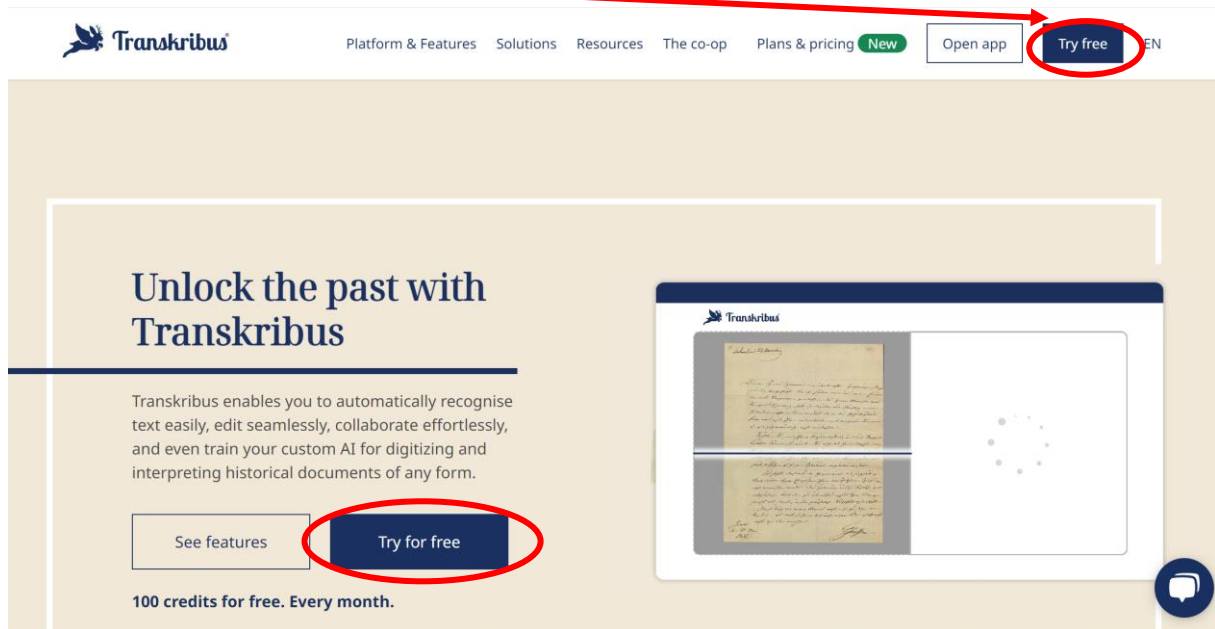 Transkribus
Platform & Features Solutions Resources The co-op Plans & pricing New Open app Try free EN
Unlock the past with
Transkribus
Transkribus enables you to automatically recognise
text easily, edit seamlessly, collaborate effortlessly,
and even train your custom AI for digitizing and
interpreting historical documents of any form.
See features Try for free
100 credits for free. Every month.
Transkribus